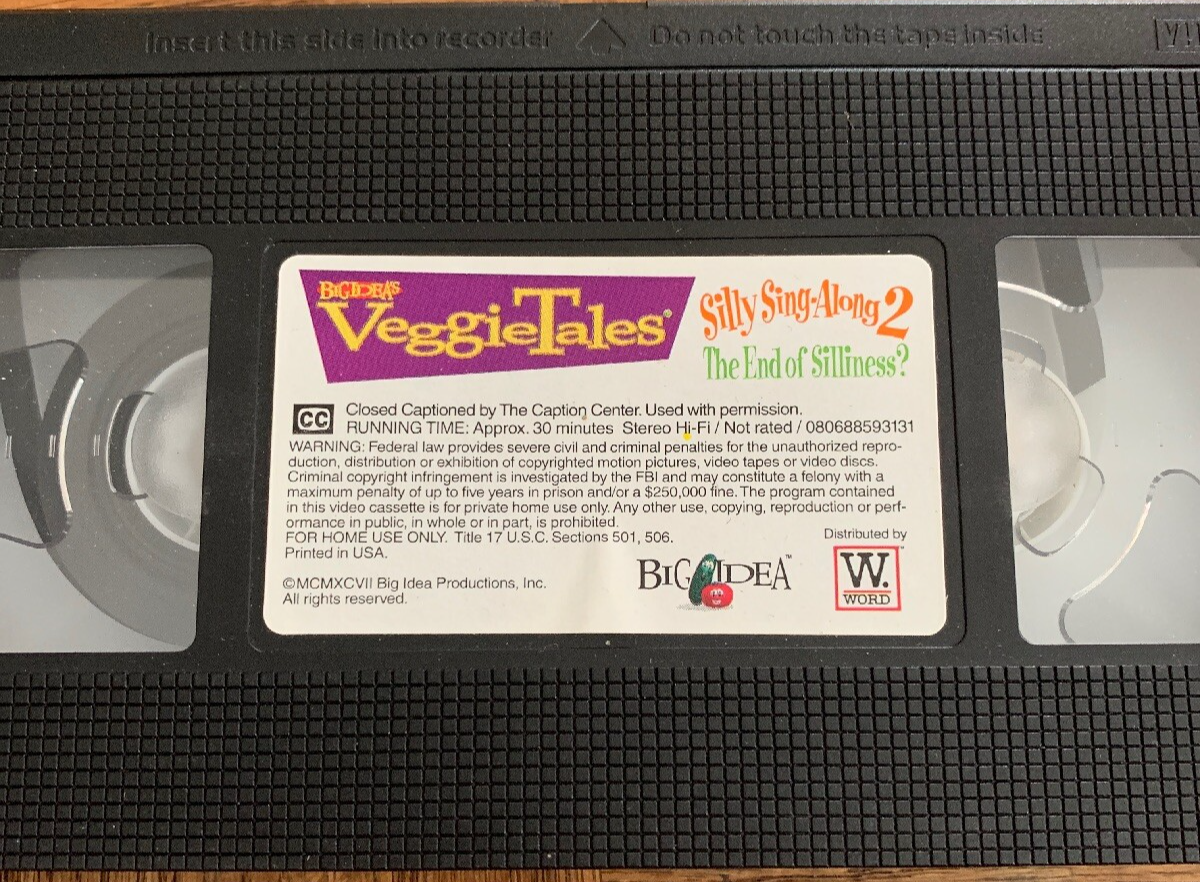 Insert this side into recorder Do not touch the tape inside
BIG IDEA'S
VeggieTales®
Silly Sing-Along 2
The End of Silliness?
CC
Closed Captioned by The Caption Center. Used with permission.
RUNNING TIME: Approx. 30 minutes Stereo Hi-Fi / Not rated / 080688593131
WARNING: Federal law provides severe civil and criminal penalties for the unauthorized repro-
duction, distribution or exhibition of copyrighted motion pictures, video tapes or video discs.
Criminal copyright infringement is investigated by the FBI and may constitute a felony with a
maximum penalty of up to five years in prison and/or a $250,000 fine. The program contained
in this video cassette is for private home use only. Any other use, copying, reproduction or perf-
ormance in public, in whole or in part, is prohibited.
FOR HOME USE ONLY. Title 17 U.S.C. Sections 501, 506.
Printed in USA.
©MCMXCVII Big Idea Productions, Inc.
All rights reserved.
BIG IDEA™
Distributed by
W.™
WORD